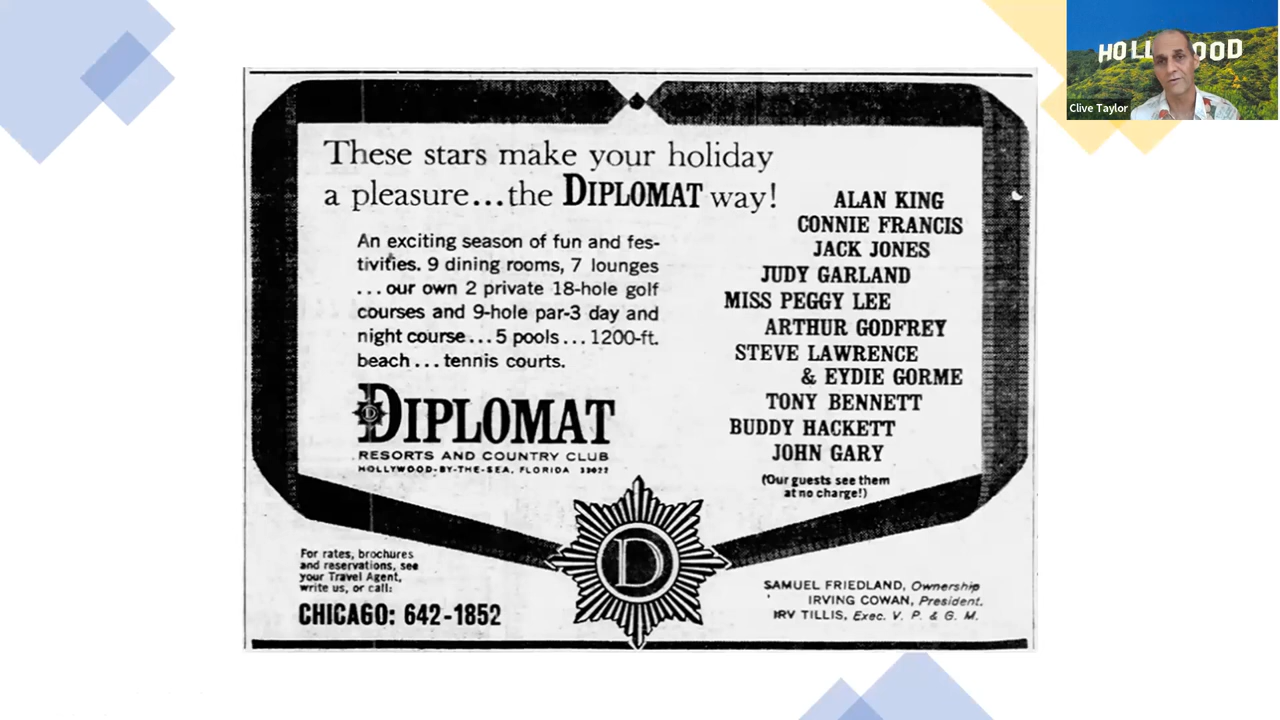 HOLLYWOOD
Clive Taylor
These stars make your holiday
a pleasure...the DIPLOMAT way!
An exciting season of fun and fes-
tivities. 9 dining rooms, 7 lounges
...our own 2 private 18-hole golf
courses and 9-hole par-3 day and
night course...5 pools...1200-ft.
beach...tennis courts.
DIPLOMAT
RESORTS AND COUNTRY CLUB
HOLLYWOOD-BY-THE-SEA, FLORIDA 33022
ALAN KING
CONNIE FRANCIS
JACK JONES
JUDY GARLAND
MISS PEGGY LEE
ARTHUR GODFREY
STEVE LAWRENCE
& EYDIE GORME
TONY BENNETT
BUDDY HACKETT
JOHN GARY
(Our guests see them
at no charge!)
For rates, brochures
and reservations, see
your Travel Agent,
write us, or call:
CHICAGO: 642-1852
D
SAMUEL FRIEDLAND, Ownership
IRVING COWAN, President.
IRV TILLIS, Exec. V. P. & G. M.